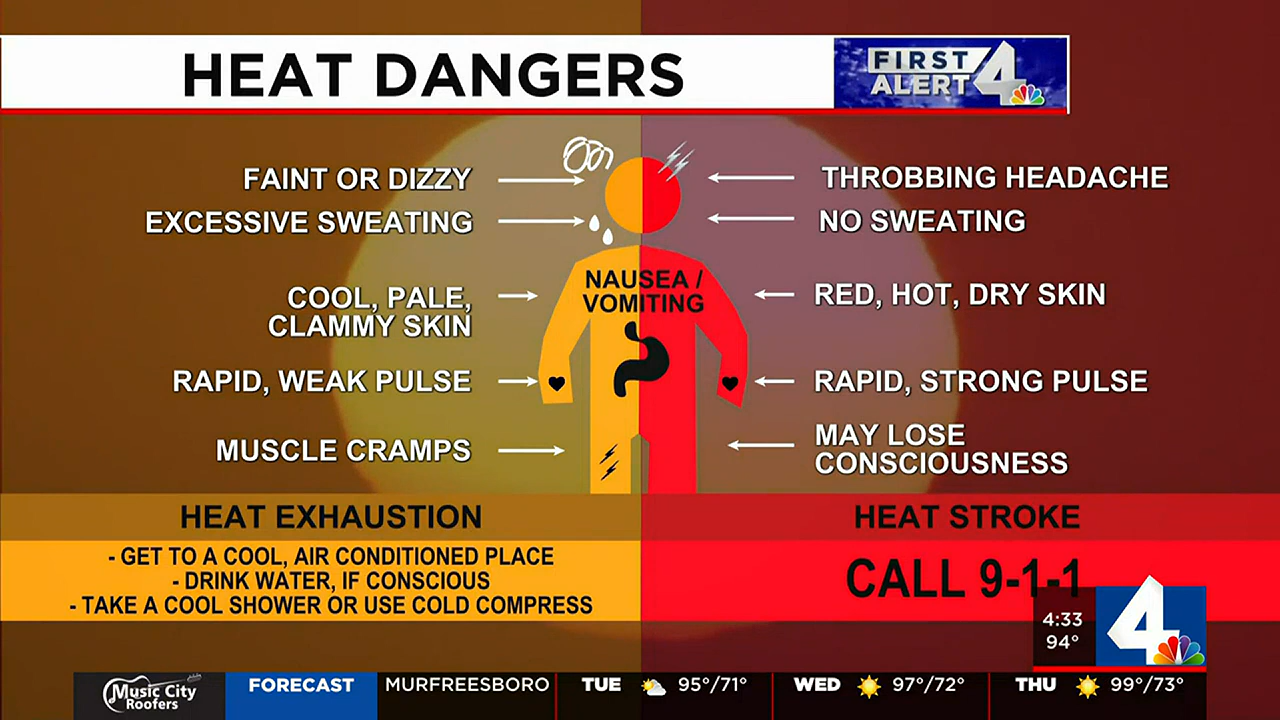 HEAT DANGERS
FIRST
ALERT 4
FAINT OR DIZZY
EXCESSIVE SWEATING
COOL, PALE,
CLAMMY SKIN
RAPID, WEAK PULSE
MUSCLE CRAMPS
NAUSEA /
VOMITING
THROBBING HEADACHE
NO SWEATING
RED, HOT, DRY SKIN
RAPID, STRONG PULSE
MAY LOSE
CONSCIOUSNESS
HEAT EXHAUSTION
- GET TO A COOL, AIR CONDITIONED PLACE
- DRINK WATER, IF CONSCIOUS
- TAKE A COOL SHOWER OR USE COLD COMPRESS
HEAT STROKE
CALL 9-1-1
4:33
94°
4
Music City
Roofers
FORECAST
MURFREESBORO
TUE 95°/71°
WED 97°/72°
THU 99°/73°